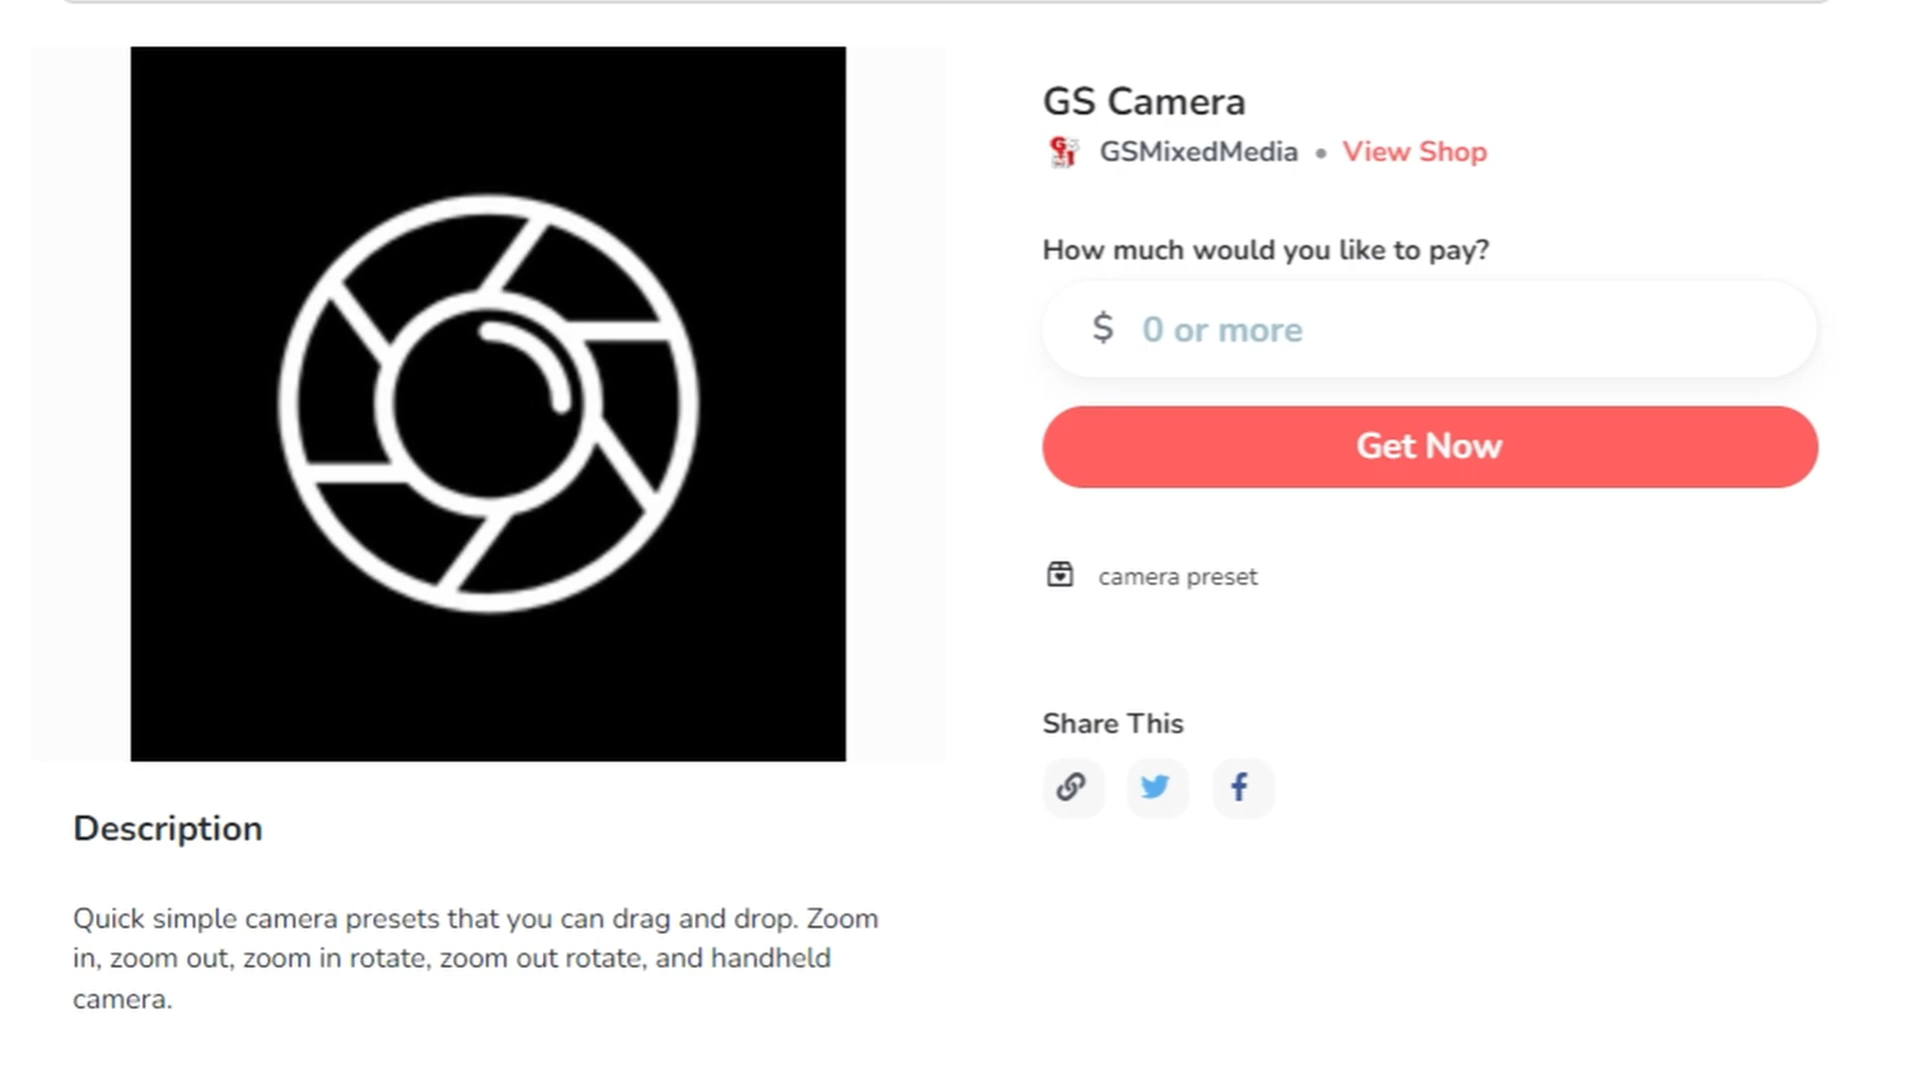 GS Camera
GSMixedMedia • View Shop
How much would you like to pay?
$ 0 or more
Get Now
camera preset
Share This
Description
Quick simple camera presets that you can drag and drop. Zoom
in, zoom out, zoom in rotate, zoom out rotate, and handheld
camera.